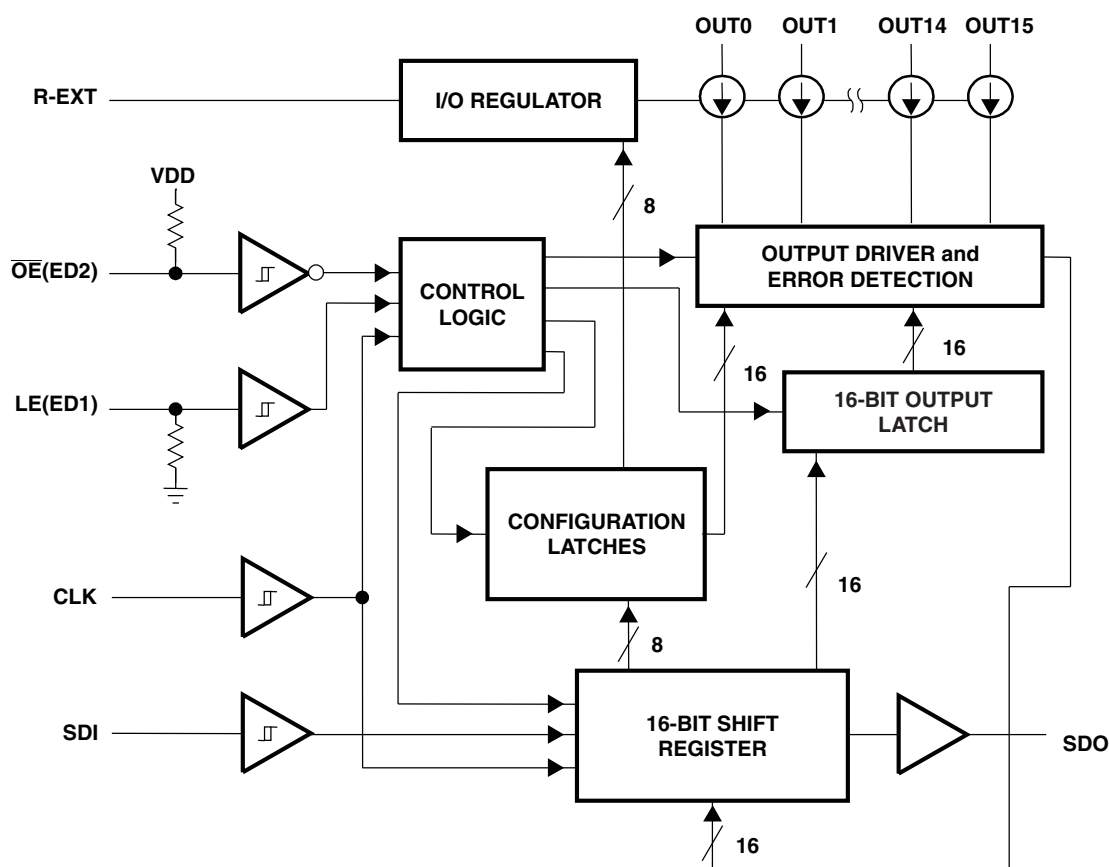 OUT0 OUT1 OUT14 OUT15
R-EXT
I/O REGULATOR
VDD
8
OE(ED2)
CONTROL
LOGIC
OUTPUT DRIVER and
ERROR DETECTION
16
16
LE(ED1)
16-BIT OUTPUT
LATCH
CONFIGURATION
LATCHES
16
CLK
8
SDI
16-BIT SHIFT
REGISTER
SDO
16